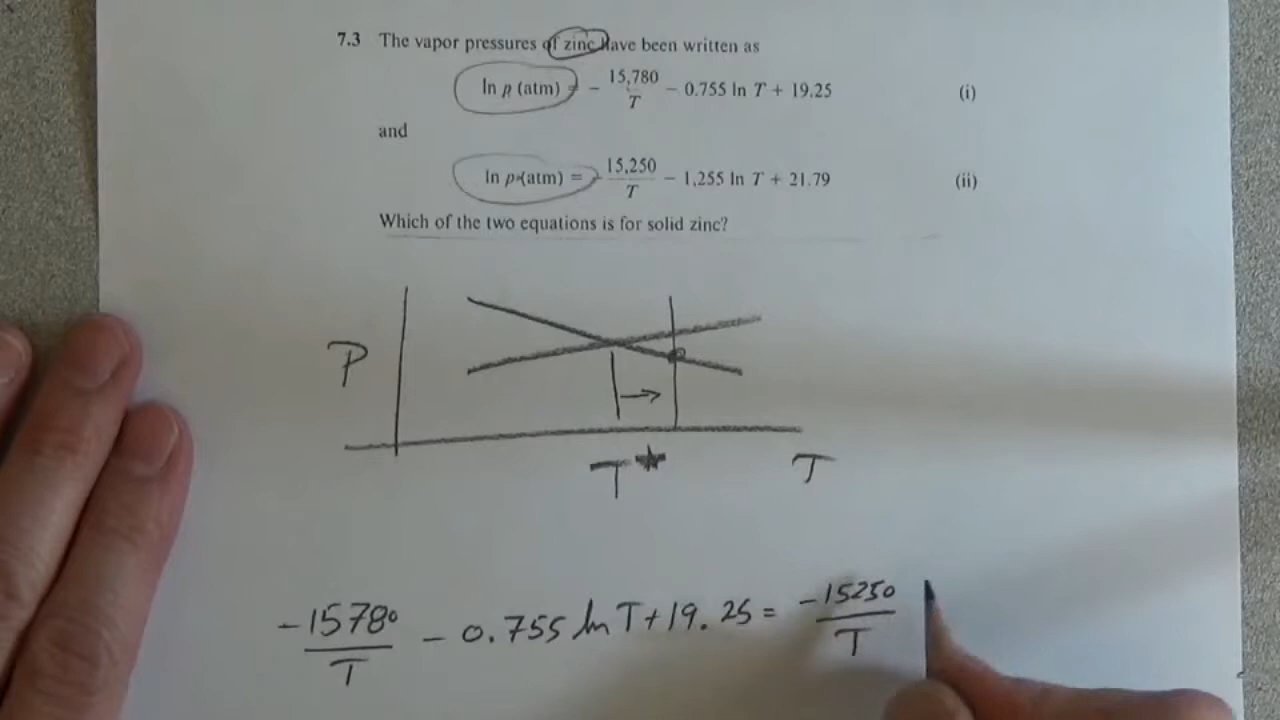 7.3 The vapor pressures of zinc have been written as
ln p (atm) = - 15,780 / T - 0.755 ln T + 19.25 (i)
and
ln p (atm) = - 15,250 / T - 1,255 ln T + 21.79 (ii)
Which of the two equations is for solid zinc?
P
T* T
-15780 / T - 0.755 ln T + 19.25 = -15250 / T